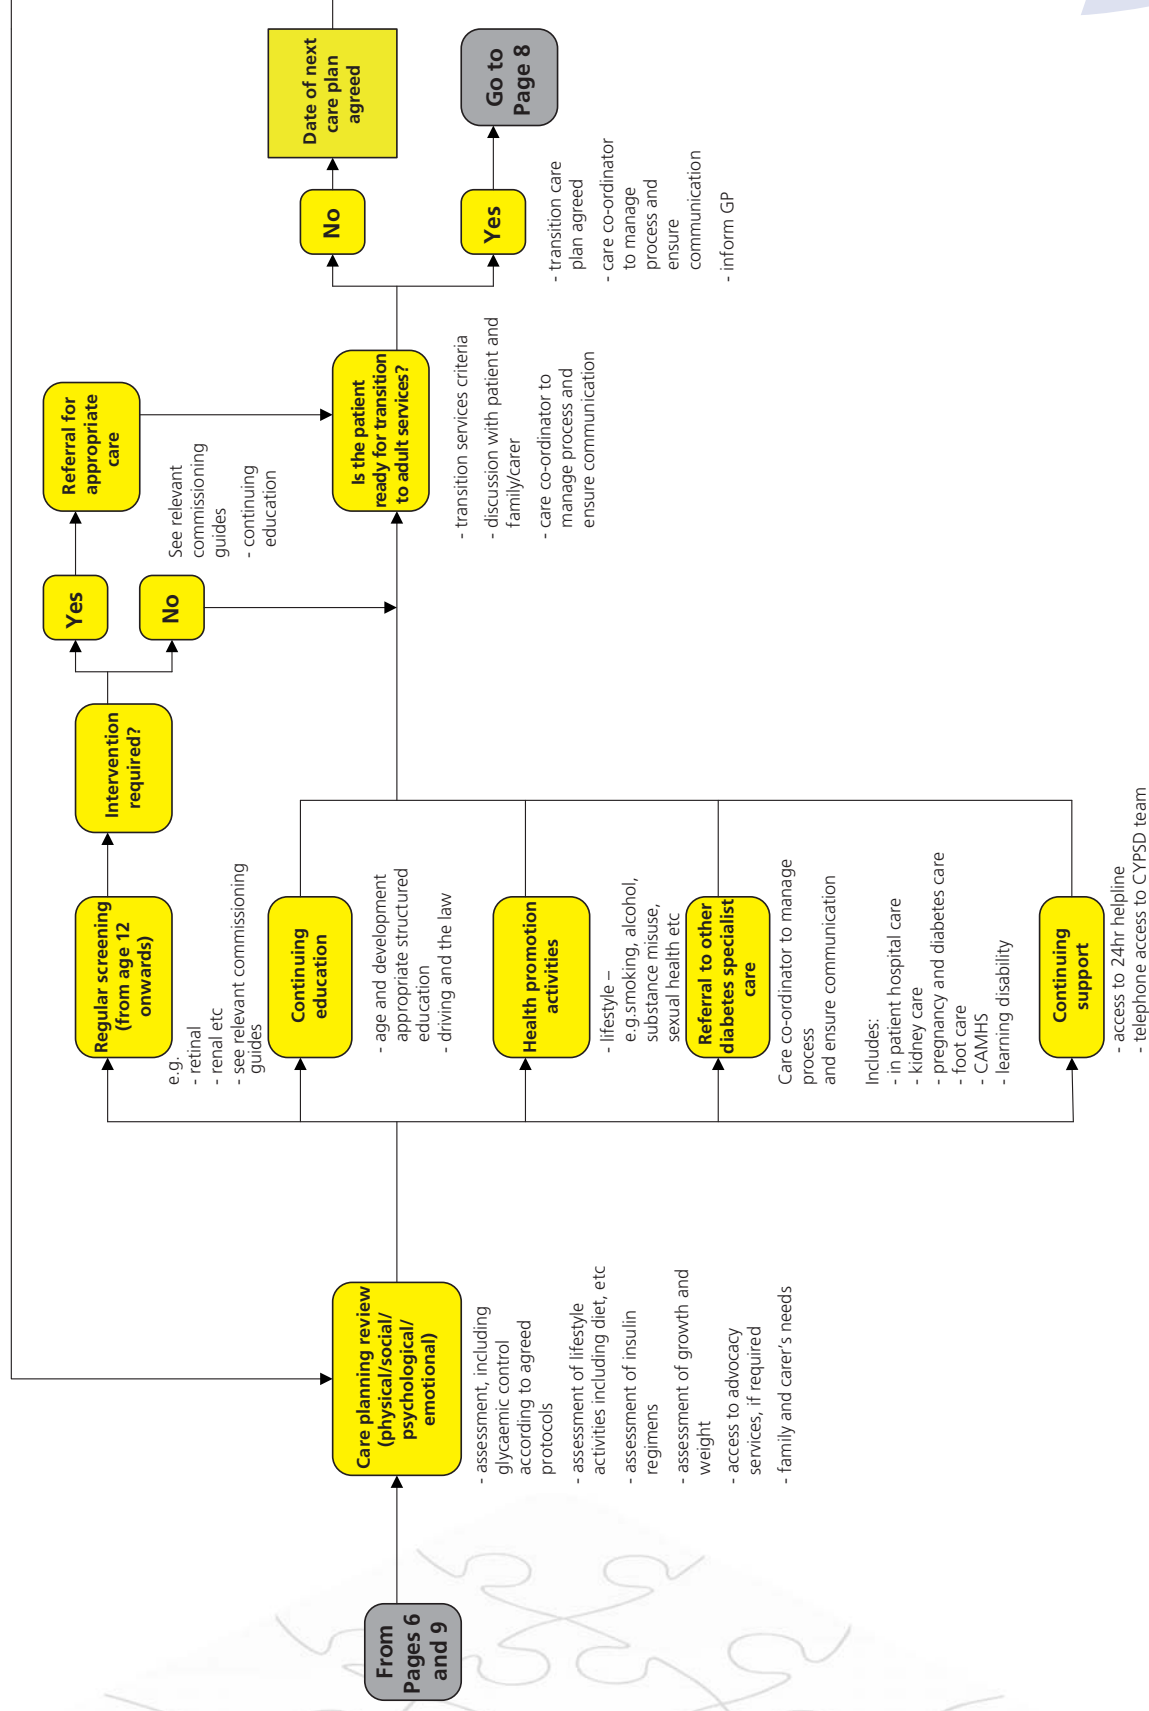 From
Pages 6
and 9
Care planning review
(physical/social/
psychological/
emotional)
- assessment, including
glycaemic control
according to agreed
protocols
- assessment of lifestyle
activities including diet, etc
- assessment of insulin
regimens
- assessment of growth and
weight
- access to advocacy
services, if required
- family and carer's needs
Regular screening
(from age 12
onwards)
e.g.
- retinal
- renal etc
- see relevant commissioning
guides
Continuing
education
- age and development
appropriate structured
education
- driving and the law
Health promotion
activities
- lifestyle –
e.g.smoking, alcohol,
substance misuse,
sexual health etc
Referral to other
diabetes specialist
care
Care co-ordinator to manage
process
and ensure communication
Includes:
- in patient hospital care
- kidney care
- pregnancy and diabetes care
- foot care
- CAMHS
- learning disability
Continuing
support
- access to 24hr helpline
- telephone access to CYPSD team
Intervention
required?
Yes
No
Referral for
appropriate
care
See relevant
commissioning
guides
- continuing
education
Is the patient
ready for transition
to adult services?
- transition services criteria
- discussion with patient and
family/carer
- care co-ordinator to
manage process and
ensure communication
No
Yes
- transition care
plan agreed
- care co-ordinator
to manage
process and
ensure
communication
- inform GP
Date of next
care plan
agreed
Go to
Page 8